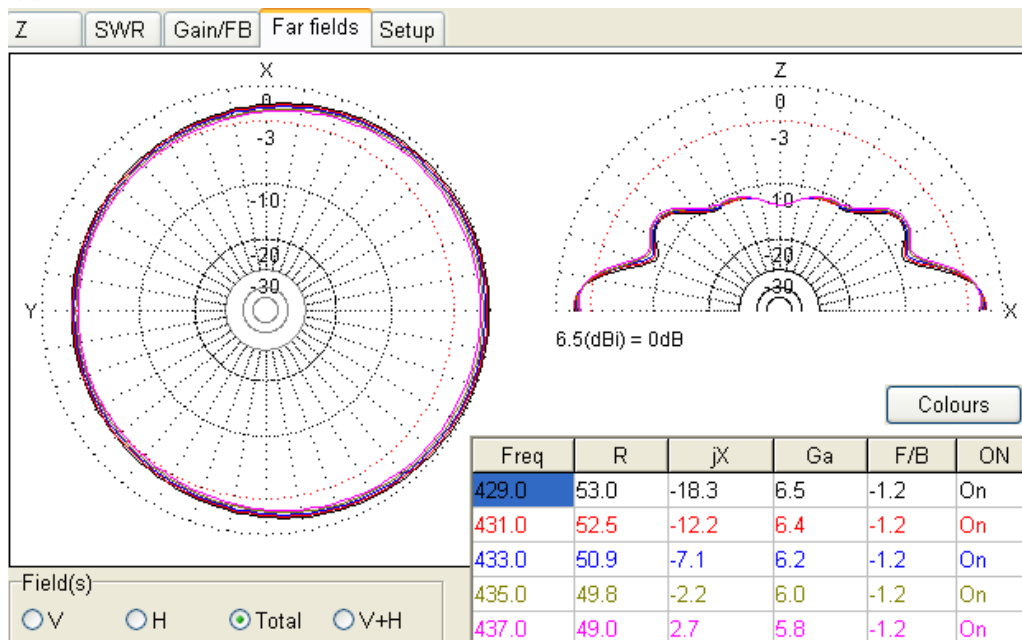 Z SWR Gain/FB Far fields Setup
X Z
0 0
-3 -3
-10 -10
-20 -20
-30 -30
Y X
6.5(dBi) = 0dB
Colours
Freq R jX Ga F/B ON
429.0 53.0 -18.3 6.5 -1.2 On
431.0 52.5 -12.2 6.4 -1.2 On
433.0 50.9 -7.1 6.2 -1.2 On
435.0 49.8 -2.2 6.0 -1.2 On
437.0 49.0 2.7 5.8 -1.2 On
Field(s)
V H Total V+H